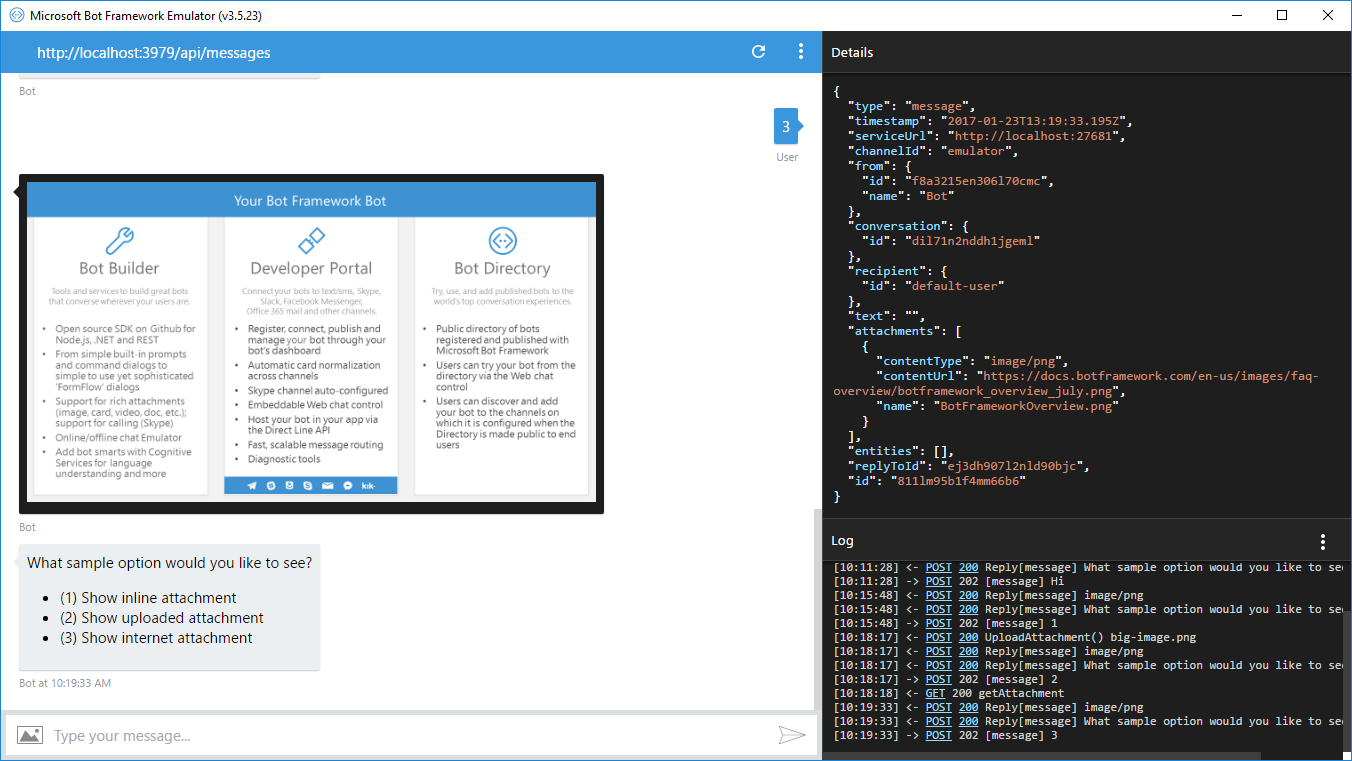 Microsoft Bot Framework Emulator (v3.5.23)
http://localhost:3979/api/messages
Bot
3
User
Your Bot Framework Bot
Bot Builder
Tools and services to build great bots
that converse wherever your users are.
• Open source SDK on Github for
Node.js, .NET and REST
• From simple built-in prompts
and command dialogs to
simple to use yet sophisticated
'FormFlow' dialogs
• Support for rich attachments
(image, card, video, doc, etc.);
support for calling (Skype)
• Online/offline chat Emulator
• Add bot smarts with Cognitive
Services for language
understanding and more
Developer Portal
Connect your bots to text/sms, Skype,
Slack, Facebook Messenger,
Office 365 mail and other channels.
• Register, connect, publish and
manage your bot through your
bot's dashboard
• Automatic card normalization
across channels
• Skype channel auto-configured
• Embeddable Web chat control
• Host your bot in your app via
the Direct Line API
• Fast, scalable message routing
• Diagnostic tools
kik·
Bot Directory
Try, use, and add published bots to the
world's top conversation experiences.
• Public directory of bots
registered and published with
Microsoft Bot Framework
• Users can try your bot from the
directory via the Web chat
control
• Users can discover and add
your bot to the channels on
which it is configured when the
Directory is made public to end
users
Bot
What sample option would you like to see?
• (1) Show inline attachment
• (2) Show uploaded attachment
• (3) Show internet attachment
Bot at 10:19:33 AM
Type your message...
Details
{
"type": "message",
"timestamp": "2017-01-23T13:19:33.195Z",
"serviceUrl": "http://localhost:27681",
"channelId": "emulator",
"from": {
"id": "f8a3215en306l70cmc",
"name": "Bot"
},
"conversation": {
"id": "dil71n2nddh1jgeml"
},
"recipient": {
"id": "default-user"
},
"text": "",
"attachments": [
{
"contentType": "image/png",
"contentUrl": "https://docs.botframework.com/en-us/images/faq-
overview/botframework_overview_july.png",
"name": "BotFrameworkOverview.png"
}
],
"entities": [],
"replyToId": "ej3dh907l2nld90bjc",
"id": "811lm95b1f4mm66b6"
}
Log
[10:11:28] <- POST 200 Reply[message] What sample option would you like to see
[10:11:28] -> POST 202 [message] Hi
[10:15:48] <- POST 200 Reply[message] image/png
[10:15:48] <- POST 200 Reply[message] What sample option would you like to see
[10:15:48] -> POST 202 [message] 1
[10:18:17] <- POST 200 UploadAttachment() big-image.png
[10:18:17] <- POST 200 Reply[message] image/png
[10:18:17] <- POST 200 Reply[message] What sample option would you like to see
[10:18:17] -> POST 202 [message] 2
[10:18:18] <- GET 200 getAttachment
[10:19:33] <- POST 200 Reply[message] image/png
[10:19:33] <- POST 200 Reply[message] What sample option would you like to see
[10:19:33] -> POST 202 [message] 3